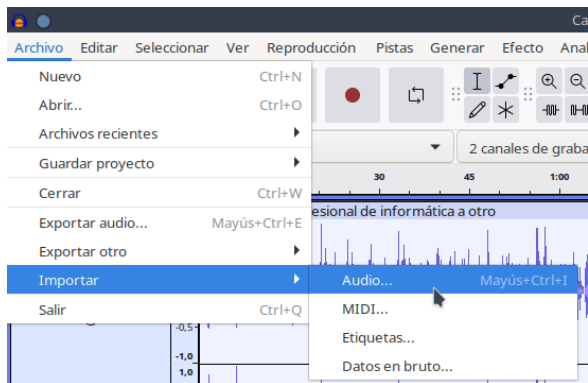 Ca
Archivo Editar Seleccionar Ver Reproducción Pistas Generar Efecto Anal
Nuevo Ctrl+N
Abrir... Ctrl+O
Archivos recientes
Guardar proyecto
Cerrar Ctrl+W
Exportar audio... Mayús+Ctrl+E
Exportar otro
Importar
Salir Ctrl+Q
2 canales de graba
30 45 1:00
esional de informática a otro
Audio... Mayús+Ctrl+I
MIDI...
Etiquetas...
Datos en bruto...
-0,5
-1,0
1,0